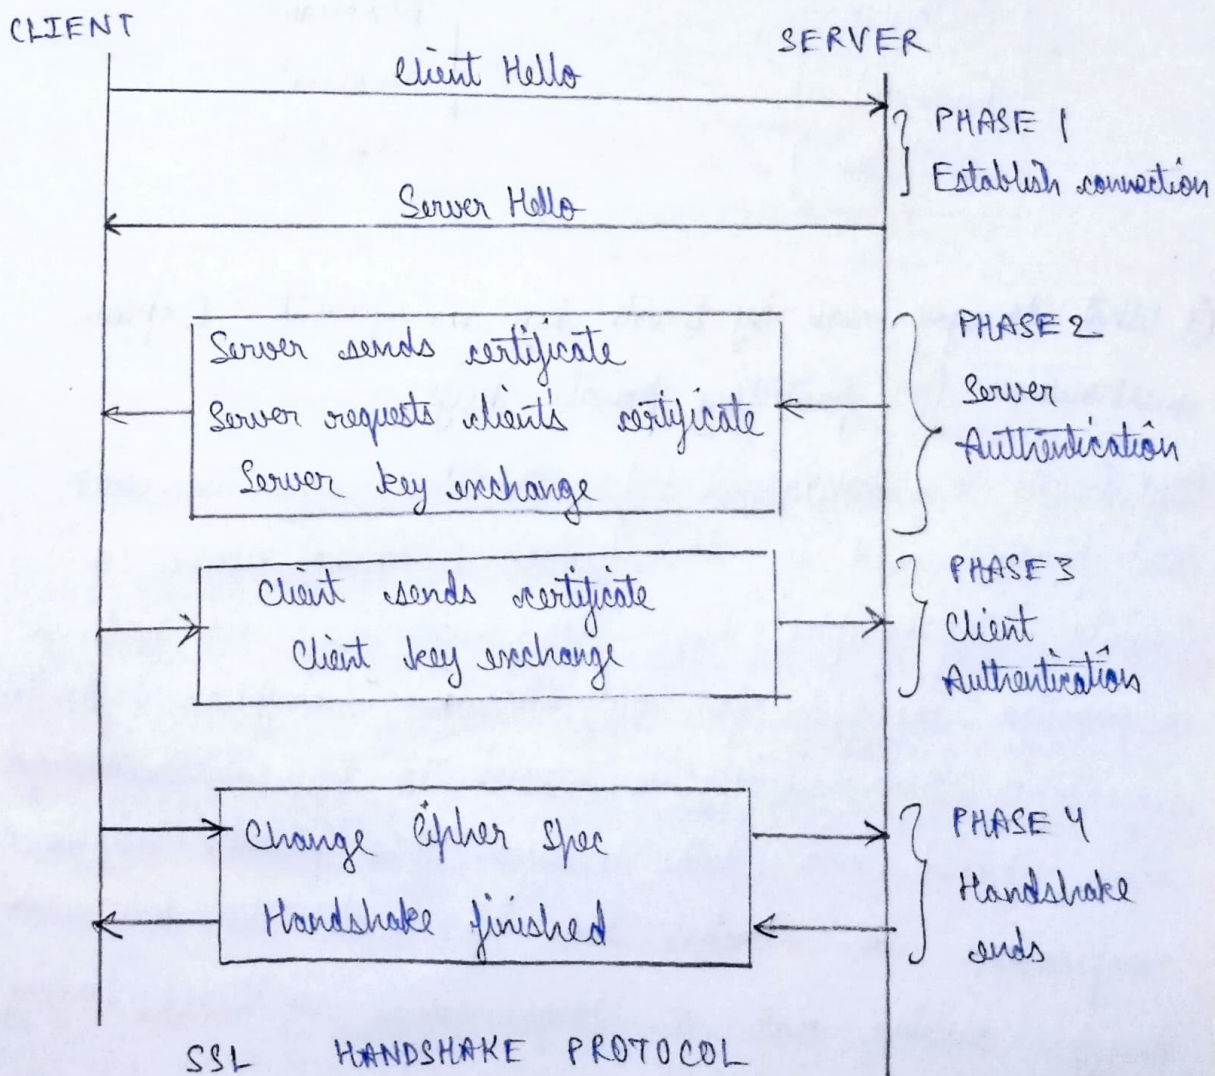 CLIENT
SERVER
Client Hello
PHASE 1
Establish connection
Server Hello
Server sends certificate
Server requests clients certificate
Server key exchange
PHASE 2
Server
Authentication
Client sends certificate
Client key exchange
PHASE 3
Client
Authentication
Change Cipher Spec
Handshake finished
PHASE 4
Handshake
ends
SSL HANDSHAKE PROTOCOL